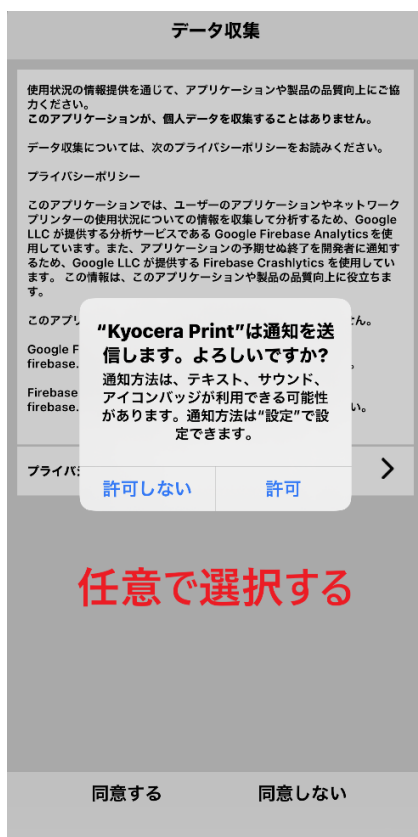 データ収集
使用状況の情報提供を通じて、アプリケーションや製品の品質向上にご協
力ください。
このアプリケーションが、個人データを収集することはありません。
データ収集については、次のプライバシーポリシーをお読みください。
プライバシーポリシー
このアプリケーションでは、ユーザーのアプリケーションやネットワーク
プリンターの使用状況についての情報を収集して分析するため、Google
LLC が提供する分析サービスである Google Firebase Analytics を使
用しています。また、アプリケーションの予期せぬ終了を開発者に通知す
るため、Google LLC が提供する Firebase Crashlytics を使用してい
ます。 この情報は、このアプリケーションや製品の品質向上に役立ちま
す。
このアプリ
ん。
Google F
firebase.
Firebase
firebase.
い。
“Kyocera Print”は通知を送
信します。よろしいですか?
通知方法は、テキスト、サウンド、
アイコンバッジが利用できる可能性
があります。通知方法は“設定”で設
定できます。
許可しない 許可
プライバ
任意で選択する
同意する 同意しない